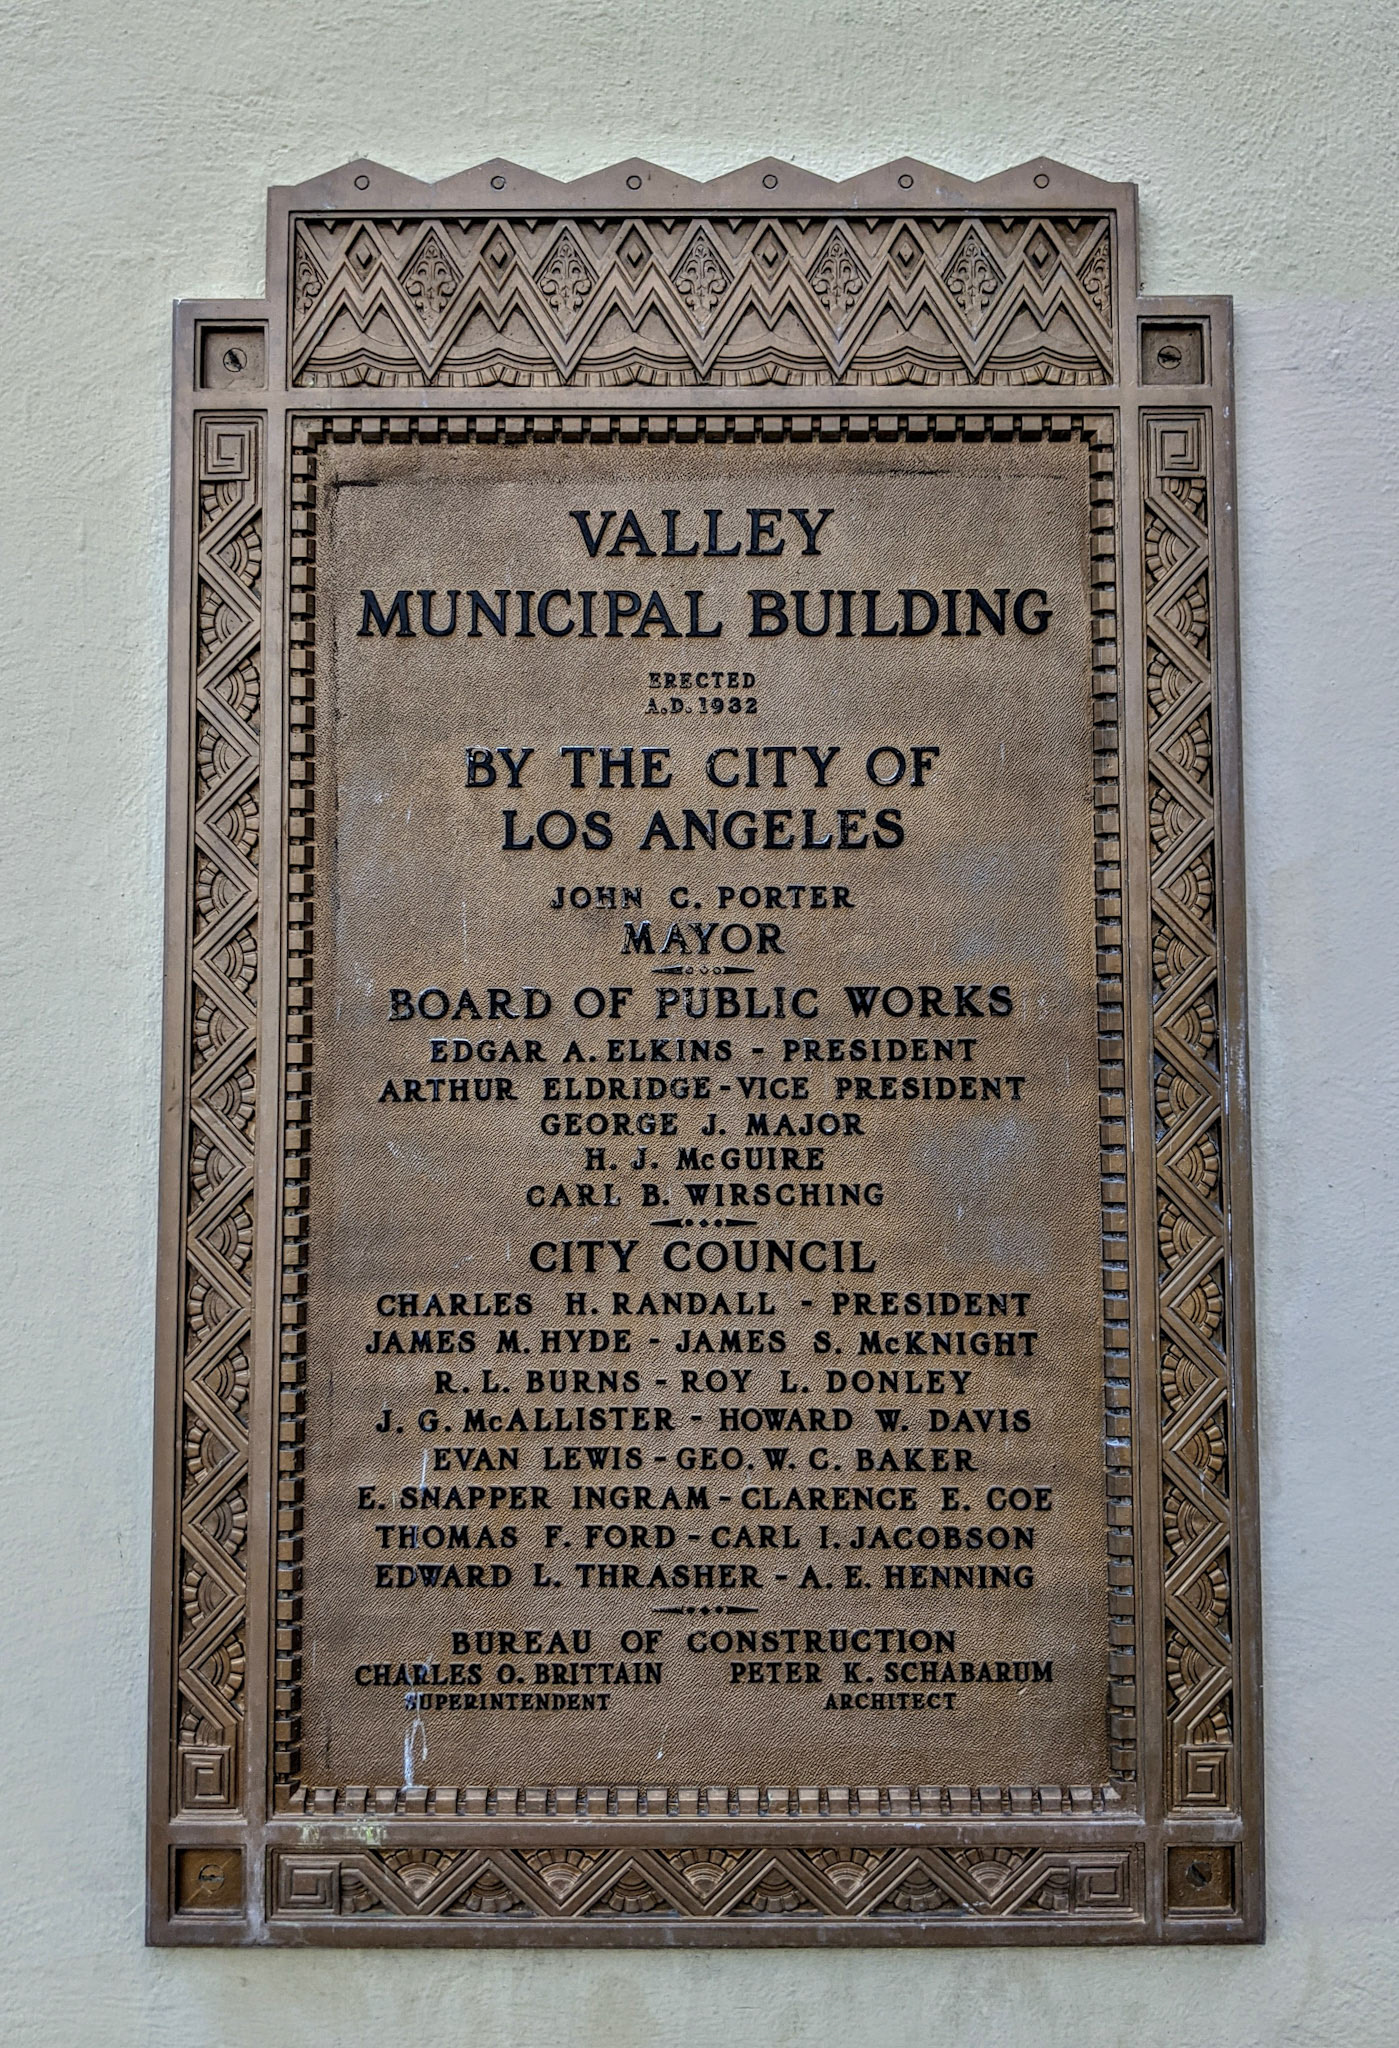 VALLEY
MUNICIPAL BUILDING
ERECTED
A.D. 1932
BY THE CITY OF
LOS ANGELES
JOHN C. PORTER
MAYOR
BOARD OF PUBLIC WORKS
EDGAR A. ELKINS - PRESIDENT
ARTHUR ELDRIDGE - VICE PRESIDENT
GEORGE J. MAJOR
H. J. McGUIRE
CARL B. WIRSCHING
CITY COUNCIL
CHARLES H. RANDALL - PRESIDENT
JAMES M. HYDE - JAMES S. McKNIGHT
R. L. BURNS - ROY L. DONLEY
J. G. McALLISTER - HOWARD W. DAVIS
EVAN LEWIS - GEO. W. C. BAKER
E. SNAPPER INGRAM - CLARENCE E. COE
THOMAS F. FORD - CARL I. JACOBSON
EDWARD L. THRASHER - A. E. HENNING
BUREAU OF CONSTRUCTION
CHARLES O. BRITTAIN PETER K. SCHABARUM
SUPERINTENDENT ARCHITECT